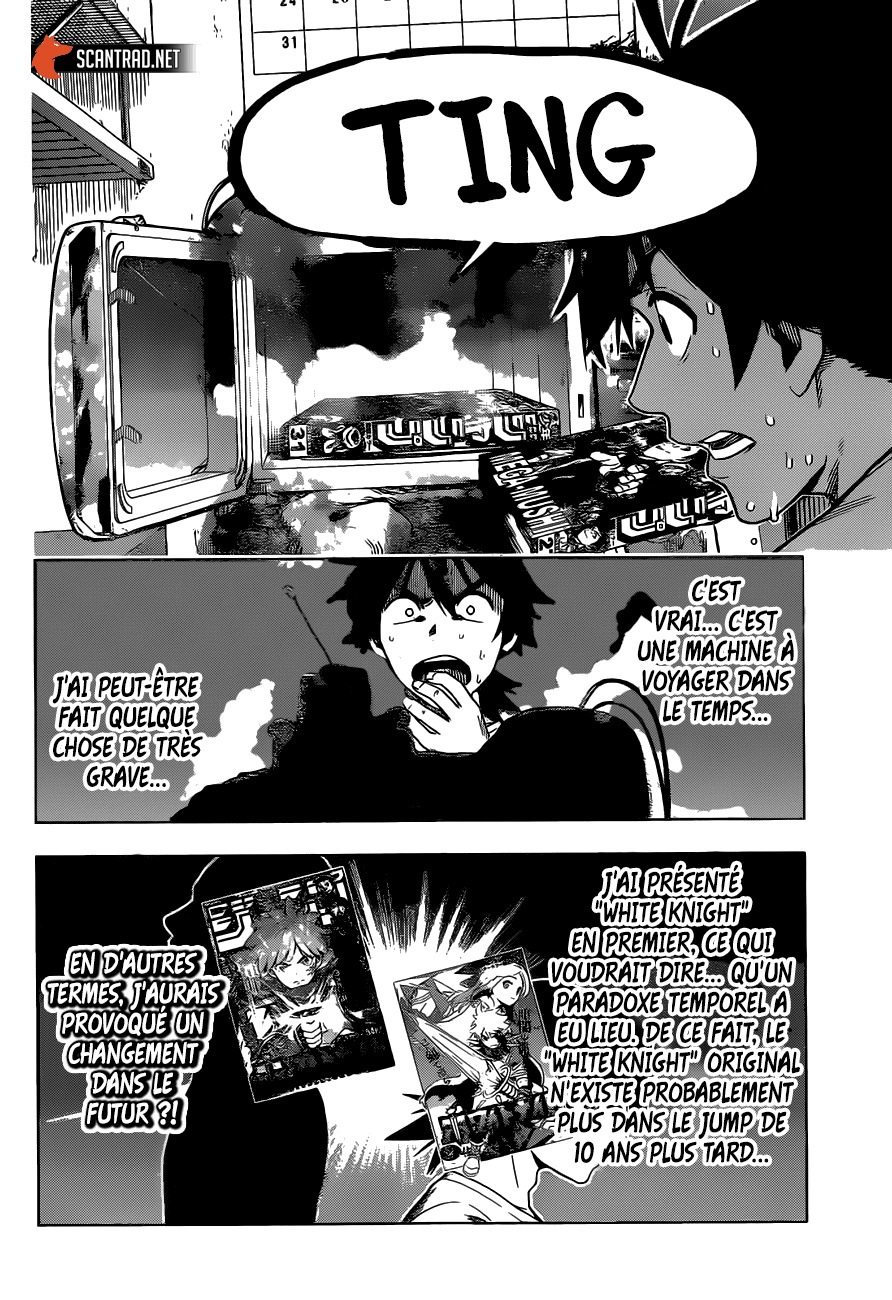 24
31
SCANTRAD.NET
TING
31
C'EST
VRAI... C'EST
UNE MACHINE À
VOYAGER DANS
LE TEMPS...
J'AI PEUT-ÊTRE
FAIT QUELQUE
CHOSE DE TRÈS
GRAVE...
J'AI PRÉSENTÉ
"WHITE KNIGHT"
EN PREMIER, CE QUI
VOUDRAIT DIRE... QU'UN
PARADOXE TEMPOREL A
EU LIEU. DE CE FAIT, LE
"WHITE KNIGHT" ORIGINAL
N'EXISTE PROBABLEMENT
PLUS DANS LE JUMP DE
10 ANS PLUS TARD...
EN D'AUTRES
TERMES, J'AURAIS
PROVOQUÉ UN
CHANGEMENT
DANS LE
FUTUR ?!